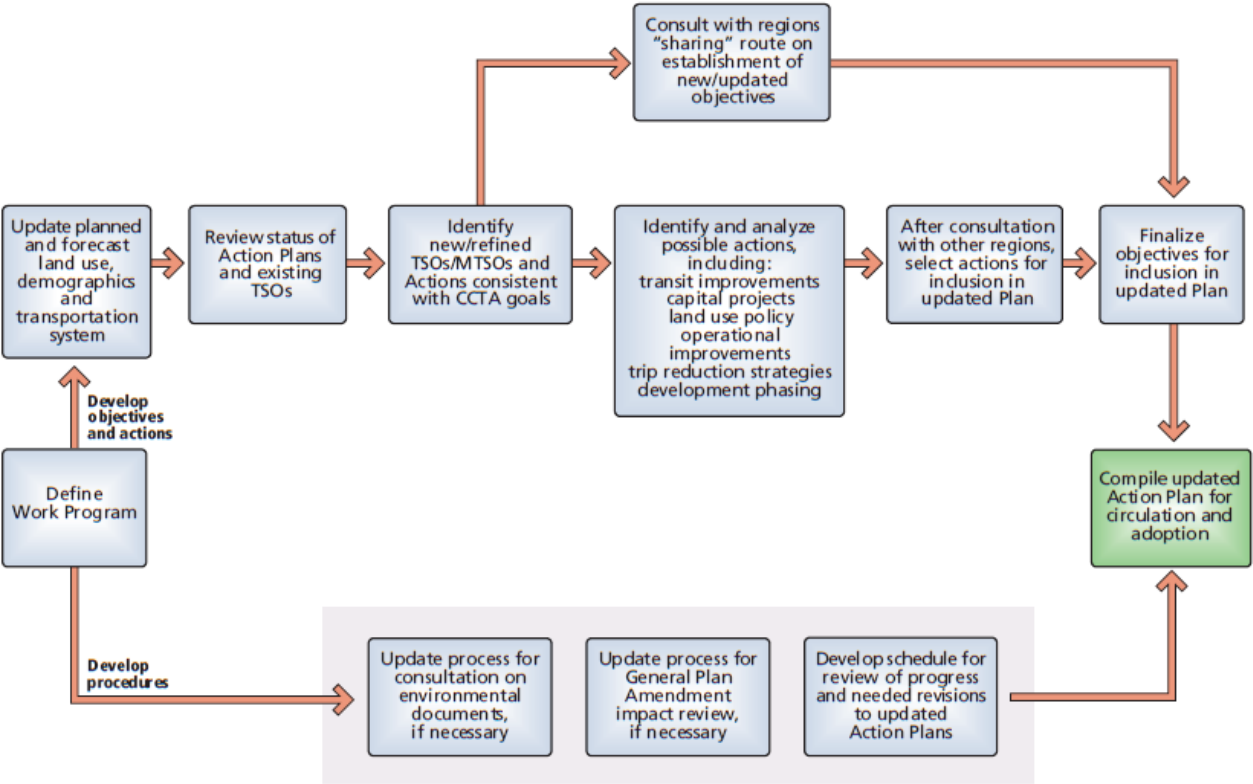 Consult with regions
“sharing” route on
establishment of
new/updated
objectives
Update planned
and forecast
land use,
demographics
and
transportation
system
Review status of
Action Plans
and existing
TSOs
Identify
new/refined
TSOs/MTSOs and
Actions consistent
with CCTA goals
Identify and analyze
possible actions,
including:
transit improvements
capital projects
land use policy
operational
improvements
trip reduction strategies
development phasing
After consultation
with other regions,
select actions for
inclusion in
updated Plan
Finalize
objectives for
inclusion in
updated Plan
Develop
objectives
and actions
Define
Work Program
Compile updated
Action Plan for
circulation and
adoption
Develop
procedures
Update process for
consultation on
environmental
documents,
if necessary
Update process for
General Plan
Amendment
impact review,
if necessary
Develop schedule for
review of progress
and needed revisions
to updated
Action Plans